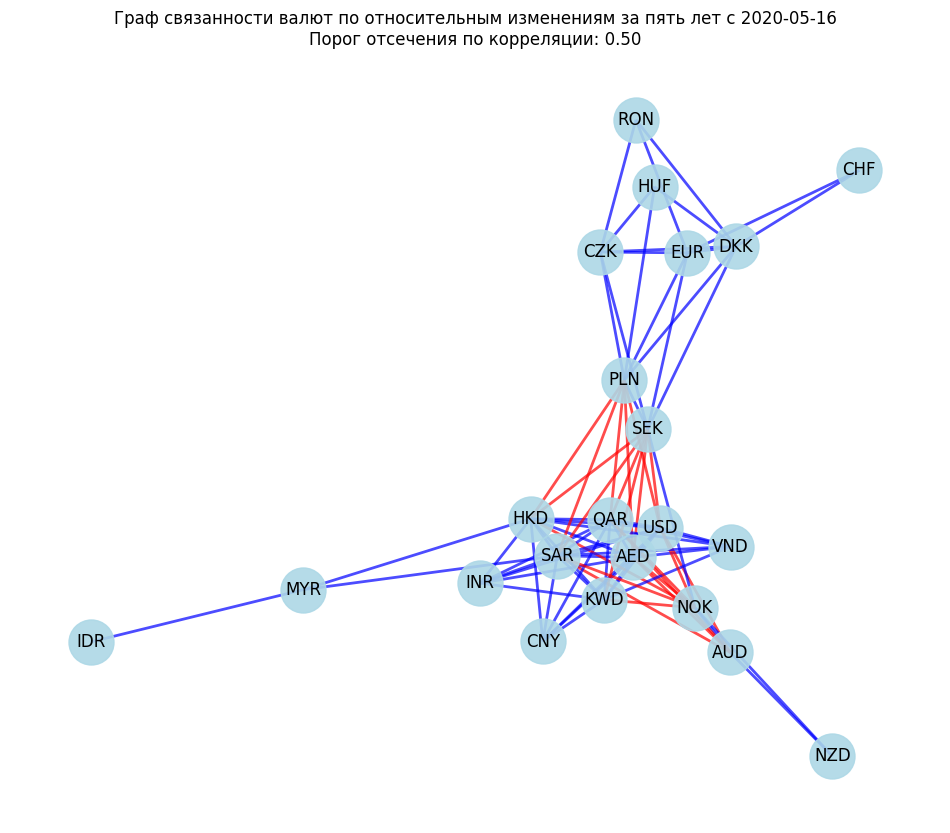 Граф связанности валют по относительным изменениям за пять лет с 2020-05-16
Порог отсечения по корреляции: 0.50
RON
CHF
HUF
CZK
EUR
DKK
PLN
SEK
HKD
QAR
USD
VND
SAR
AED
INR
MYR
KWD
NOK
IDR
CNY
AUD
NZD